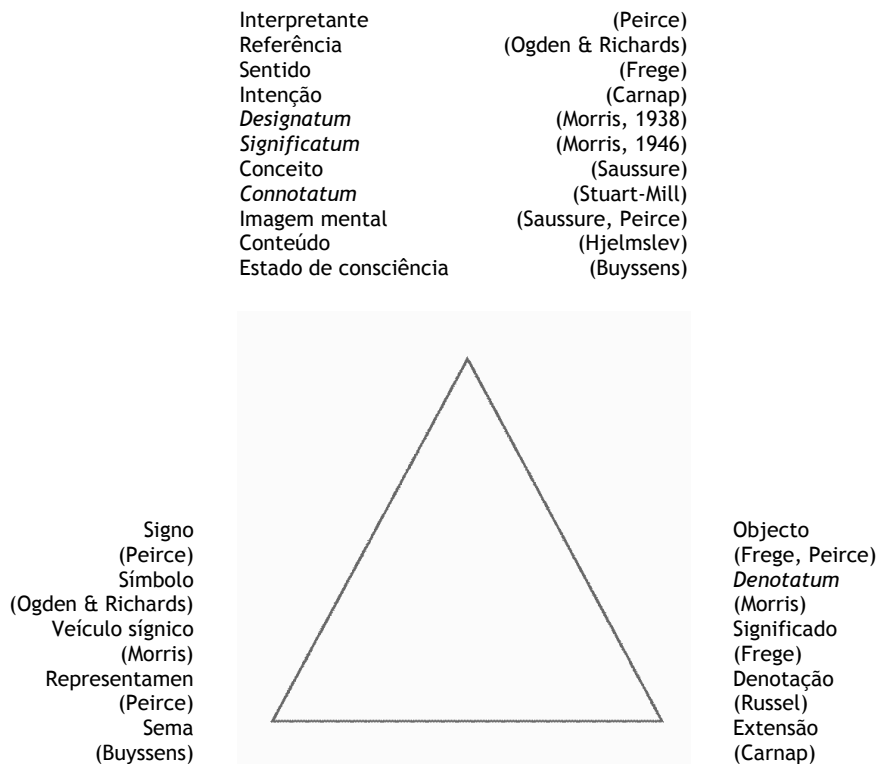 Interpretante (Peirce)
Referência (Ogden & Richards)
Sentido (Frege)
Intenção (Carnap)
Designatum (Morris, 1938)
Significatum (Morris, 1946)
Conceito (Saussure)
Connotatum (Stuart-Mill)
Imagem mental (Saussure, Peirce)
Conteúdo (Hjelmslev)
Estado de consciência (Buyssens)
Signo
(Peirce)
Símbolo
(Ogden & Richards)
Veículo sígnico
(Morris)
Representamen
(Peirce)
Sema
(Buyssens)
Objecto
(Frege, Peirce)
Denotatum
(Morris)
Significado
(Frege)
Denotação
(Russel)
Extensão
(Carnap)